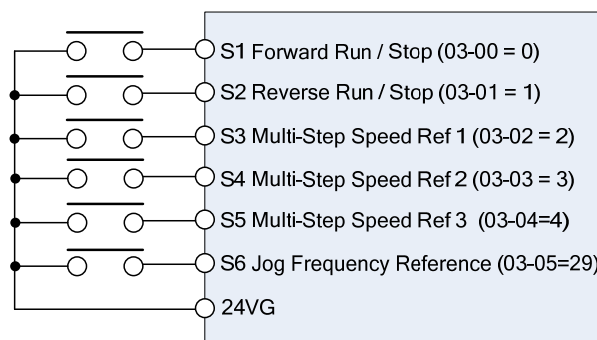 S1 Forward Run / Stop (03-00 = 0)
S2 Reverse Run / Stop (03-01 = 1)
S3 Multi-Step Speed Ref 1 (03-02 = 2)
S4 Multi-Step Speed Ref 2 (03-03 = 3)
S5 Multi-Step Speed Ref 3 (03-04=4)
S6 Jog Frequency Reference (03-05=29)
24VG